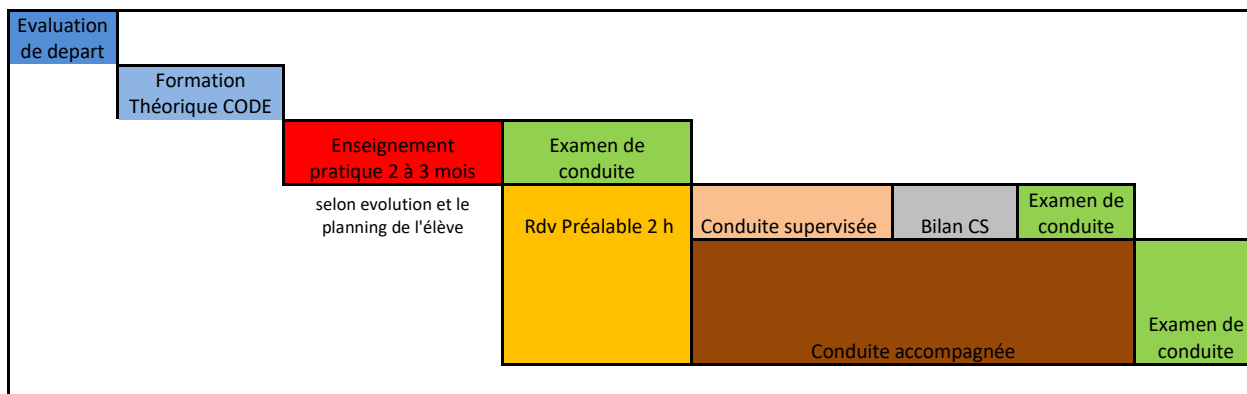 Evaluation
de depart
Formation
Théorique CODE
Enseignement
pratique 2 à 3 mois
Examen de
conduite
selon evolution et le
planning de l'élève
Rdv Préalable 2 h
Conduite supervisée
Bilan CS
Examen de
conduite
Conduite accompagnée
Examen de
conduite